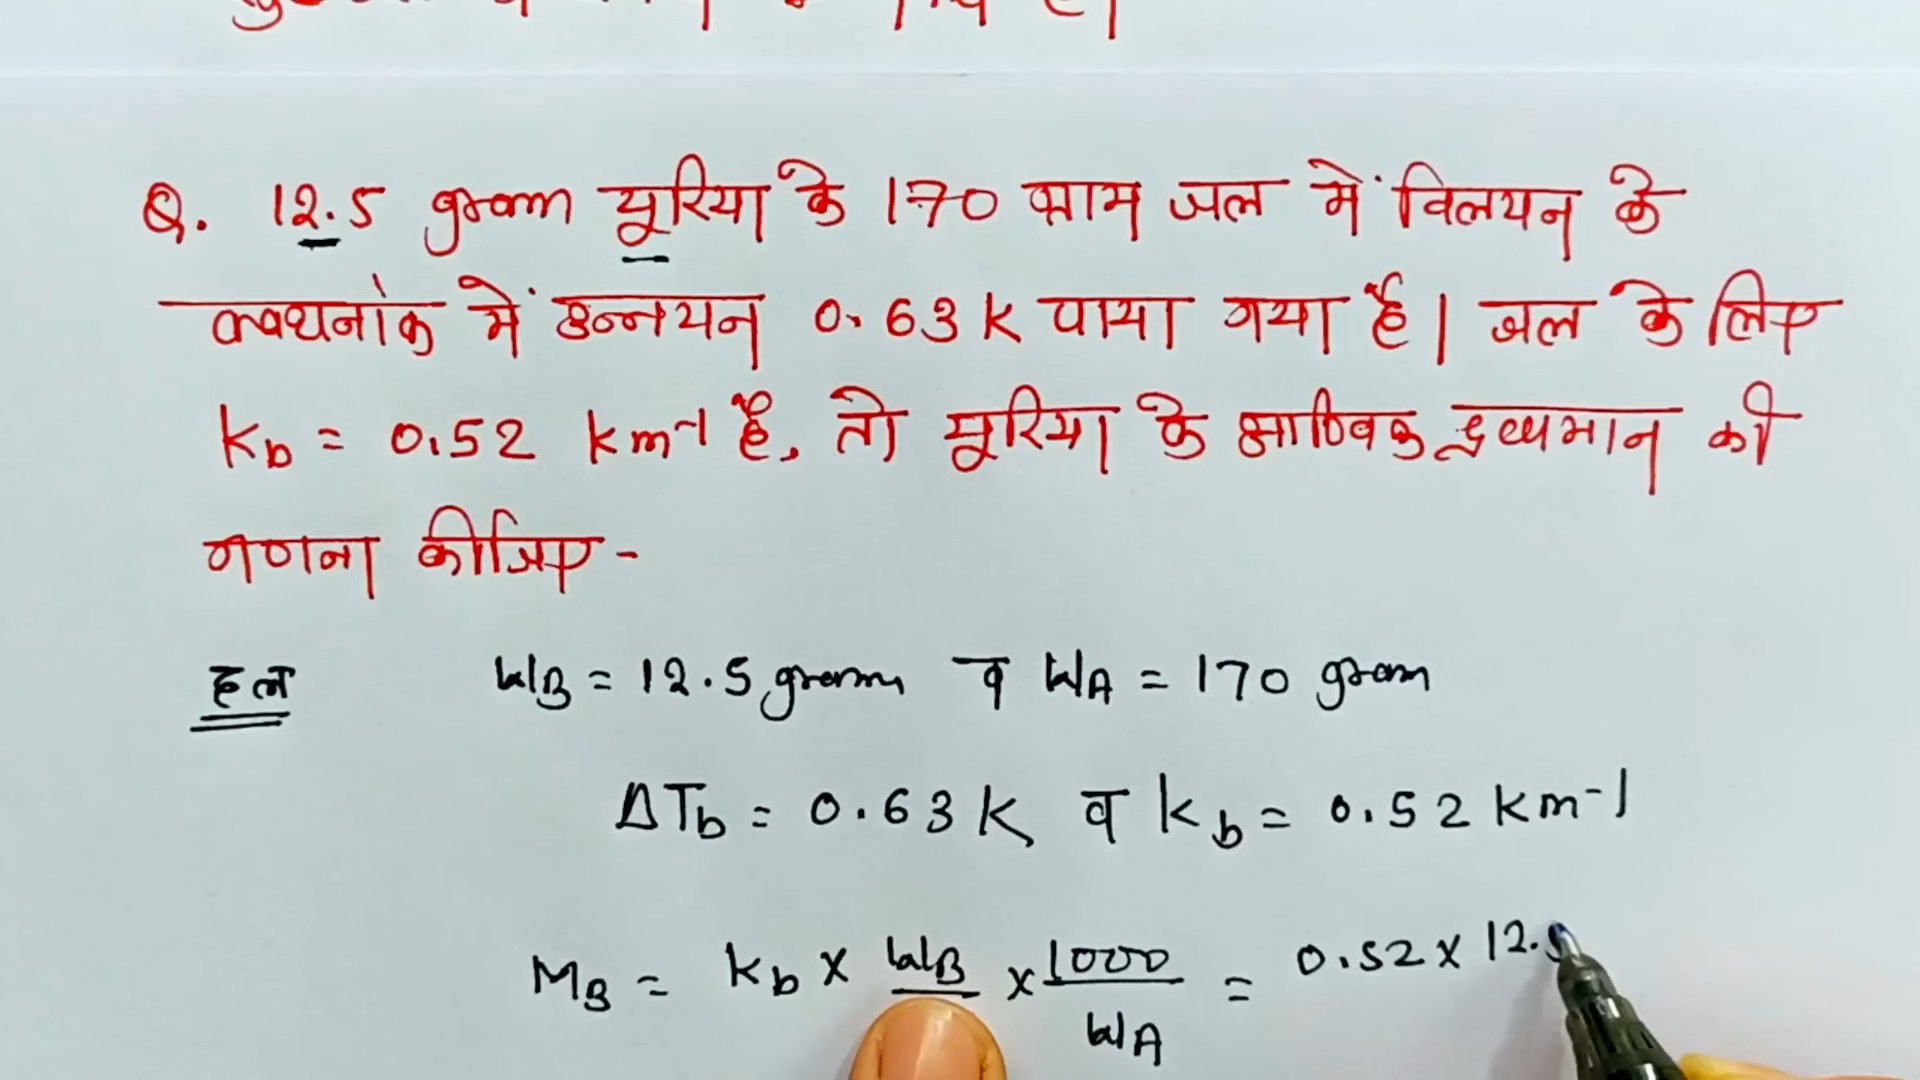 Q. 12.5 gram यूरिया के 170 ग्राम जल में विलयन के
क्वथनांक में उन्नयन 0.63 K पाया गया है। जल के लिए
Kb = 0.52 km-1 है, तो यूरिया के आण्विक द्रव्यमान की
गणना कीजिए -
हल WB = 12.5 gram व WA = 170 gram
ΔTb = 0.63 K व Kb = 0.52 km-1
MB = Kb × WB × 1000/WA = 0.52 × 12.5